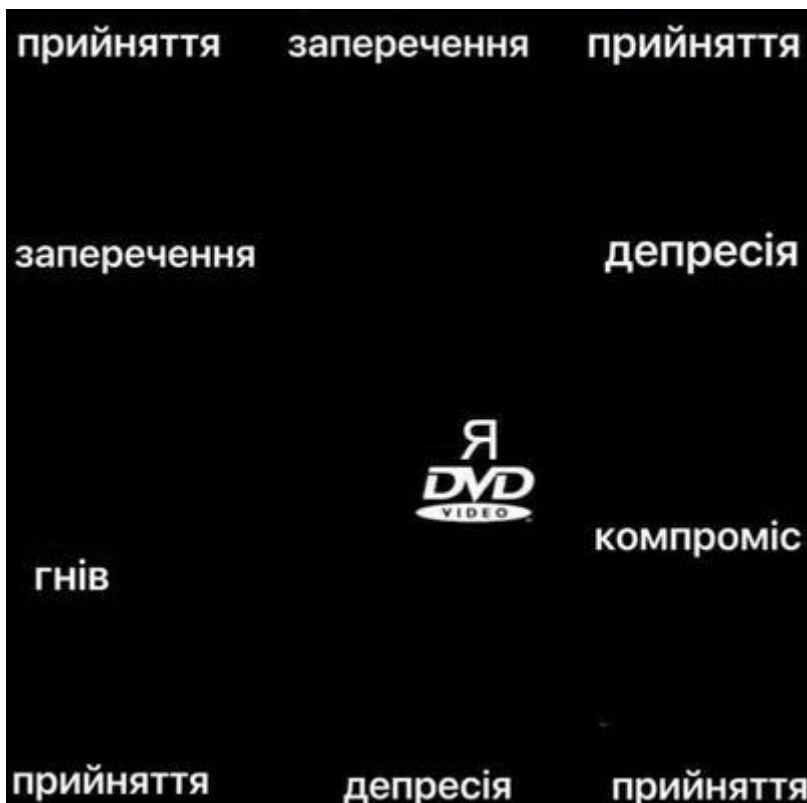 прийняття заперечення прийняття
заперечення депресія
Я
DVD
VIDEO
компроміс
гнів
прийняття депресія прийняття